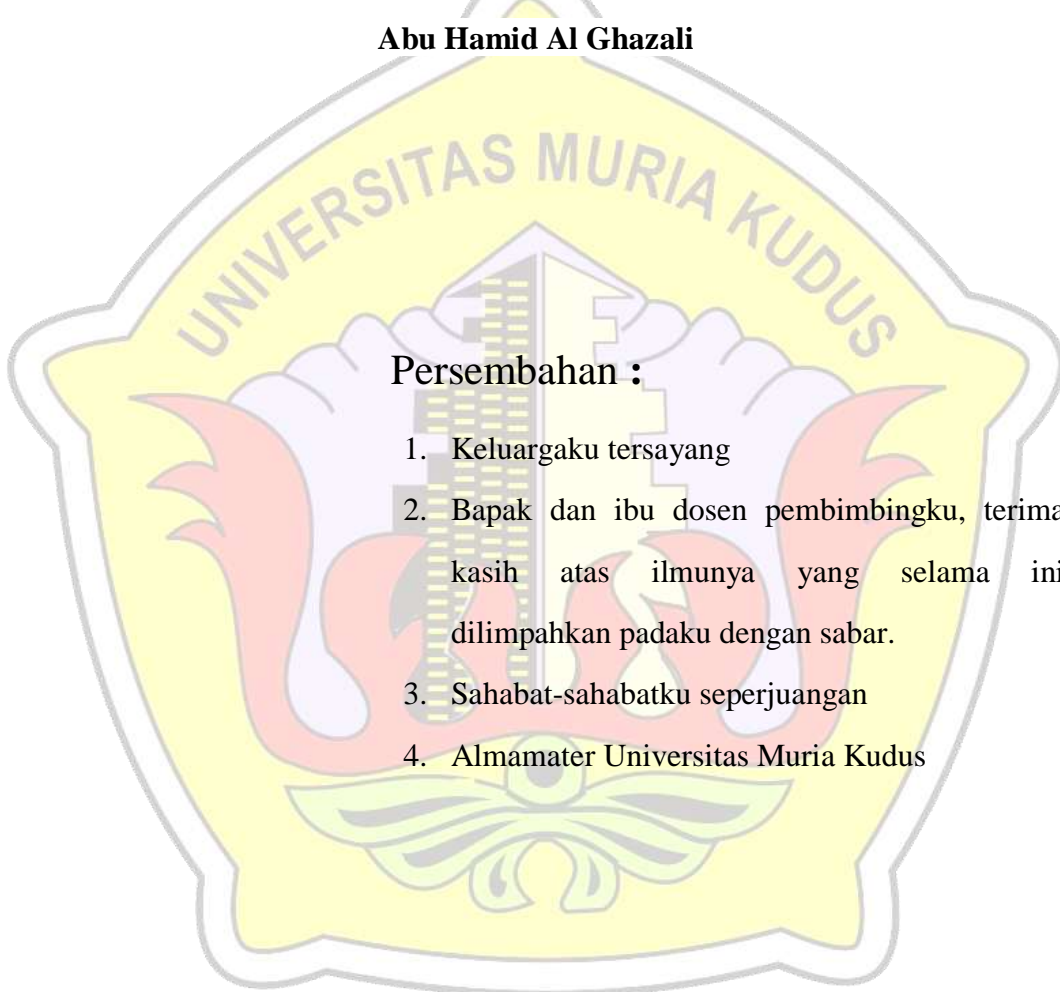 Abu Hamid Al Ghazali
UNIVERSITAS MURIA KUDUS
Persembahan :
1. Keluargaku tersayang
2. Bapak dan ibu dosen pembimbingku, terima
kasih atas ilmunya yang selama ini
dilimpahkan padaku dengan sabar.
3. Sahabat-sahabatku seperjuangan
4. Almamater Universitas Muria Kudus